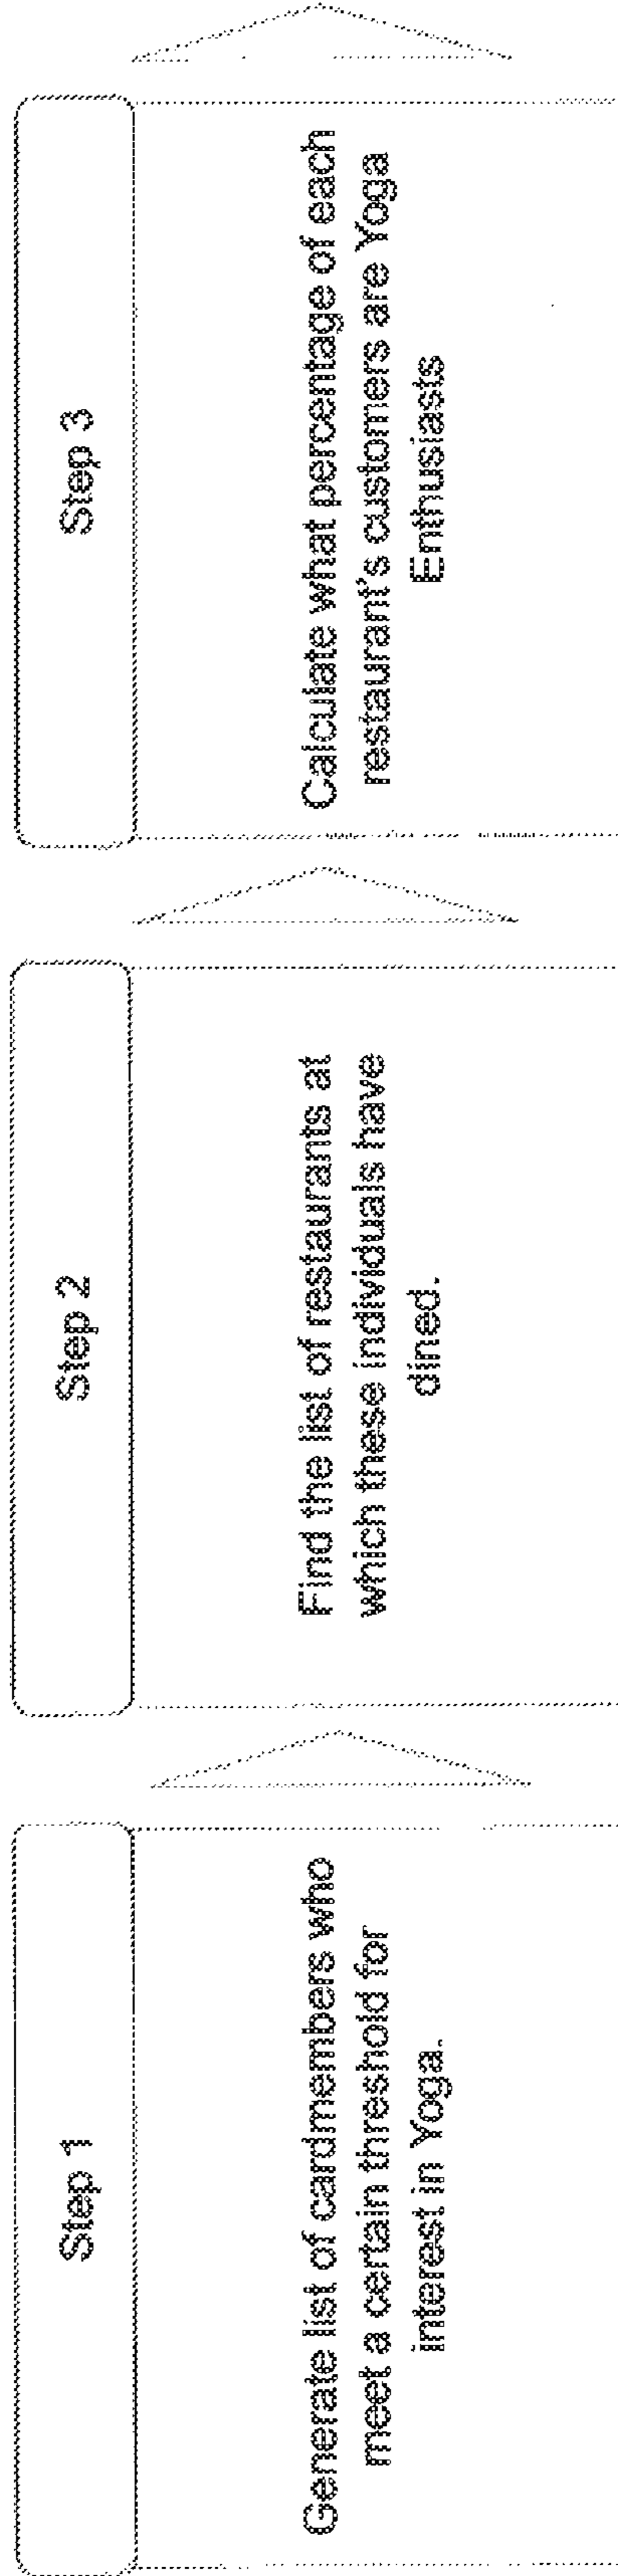 Step 1
Generate list of cardmembers who
meet a certain threshold for
interest in Yoga.
Step 2
Find the list of restaurants at
which these individuals have
dined.
Step 3
Calculate what percentage of each
restaurant's customers are Yoga
Enthusiasts